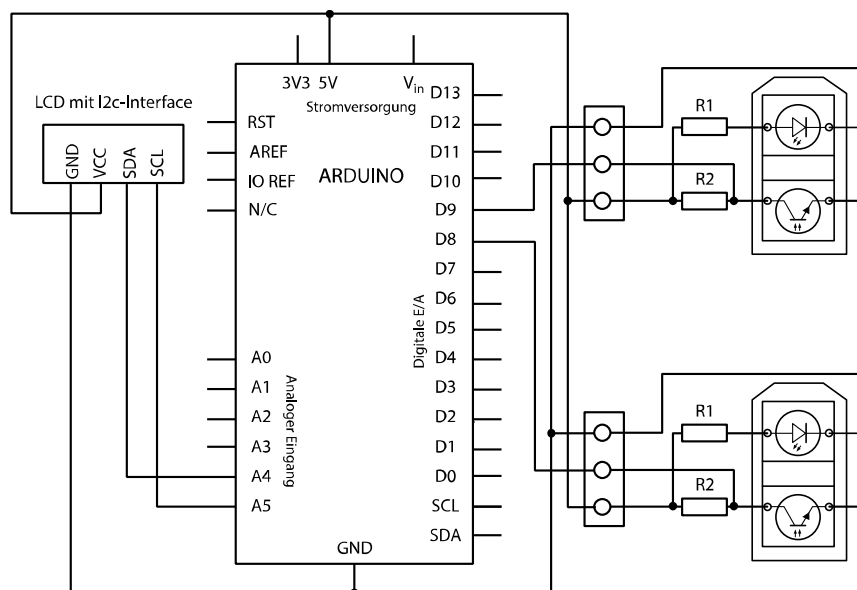 3V3 5V
V_in
Stromversorgung
LCD mit I2c-Interface
GND
VCC
SDA
SCL
RST
AREF
IO REF
N/C
ARDUINO
A0
A1
A2
A3
A4
A5
Analoger Eingang
D13
D12
D11
D10
D9
D8
D7
D6
D5
D4
D3
D2
D1
D0
SCL
SDA
Digitale E/A
GND
R1
R2
R1
R2